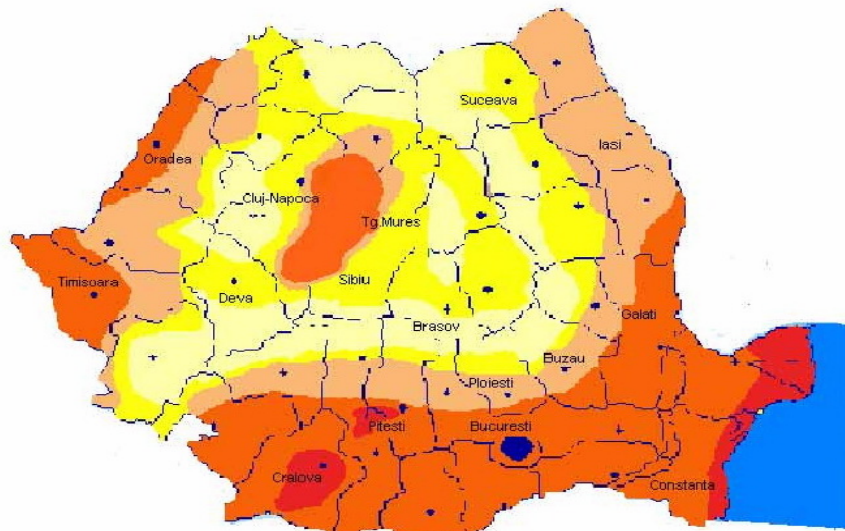 Suceava
Iasi
Oradea
Cluj-Napoca
Tg.Mures
Timisoara
Sibiu
Deva
Galati
Brasov
Buzau
Ploiesti
Pitesti
Bucuresti
Craiova
Constanta